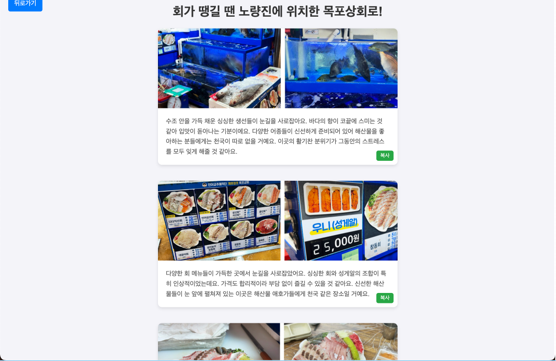 뒤로가기
회가 땡길 땐 노량진에 위치한 목포상회로!
수조 안을 가득 채운 싱싱한 생선들이 눈길을 사로잡아요. 바다의 향이 코끝에 스미는 것
같아 입맛이 돋아나는 기분이에요. 다양한 어종들이 신선하게 준비되어 있어 해산물을 좋
아하는 분들에게는 천국이 따로 없을 거예요. 이곳의 활기찬 분위기가 그동안의 스트레스
를 모두 잊게 해줄 것 같아요.
복사
우니 (성게알)
25,000원
다양한 회 메뉴들이 가득한 곳에서 눈길을 사로잡았어요. 싱싱한 회와 성게알의 조합이 특
히 인상적이었는데요. 가격도 합리적이라 부담 없이 즐길 수 있을 것 같아요. 신선한 해산
물들이 눈 앞에 펼쳐져 있는 이곳은 해산물 애호가들에게 천국 같은 장소일 거예요.
복사